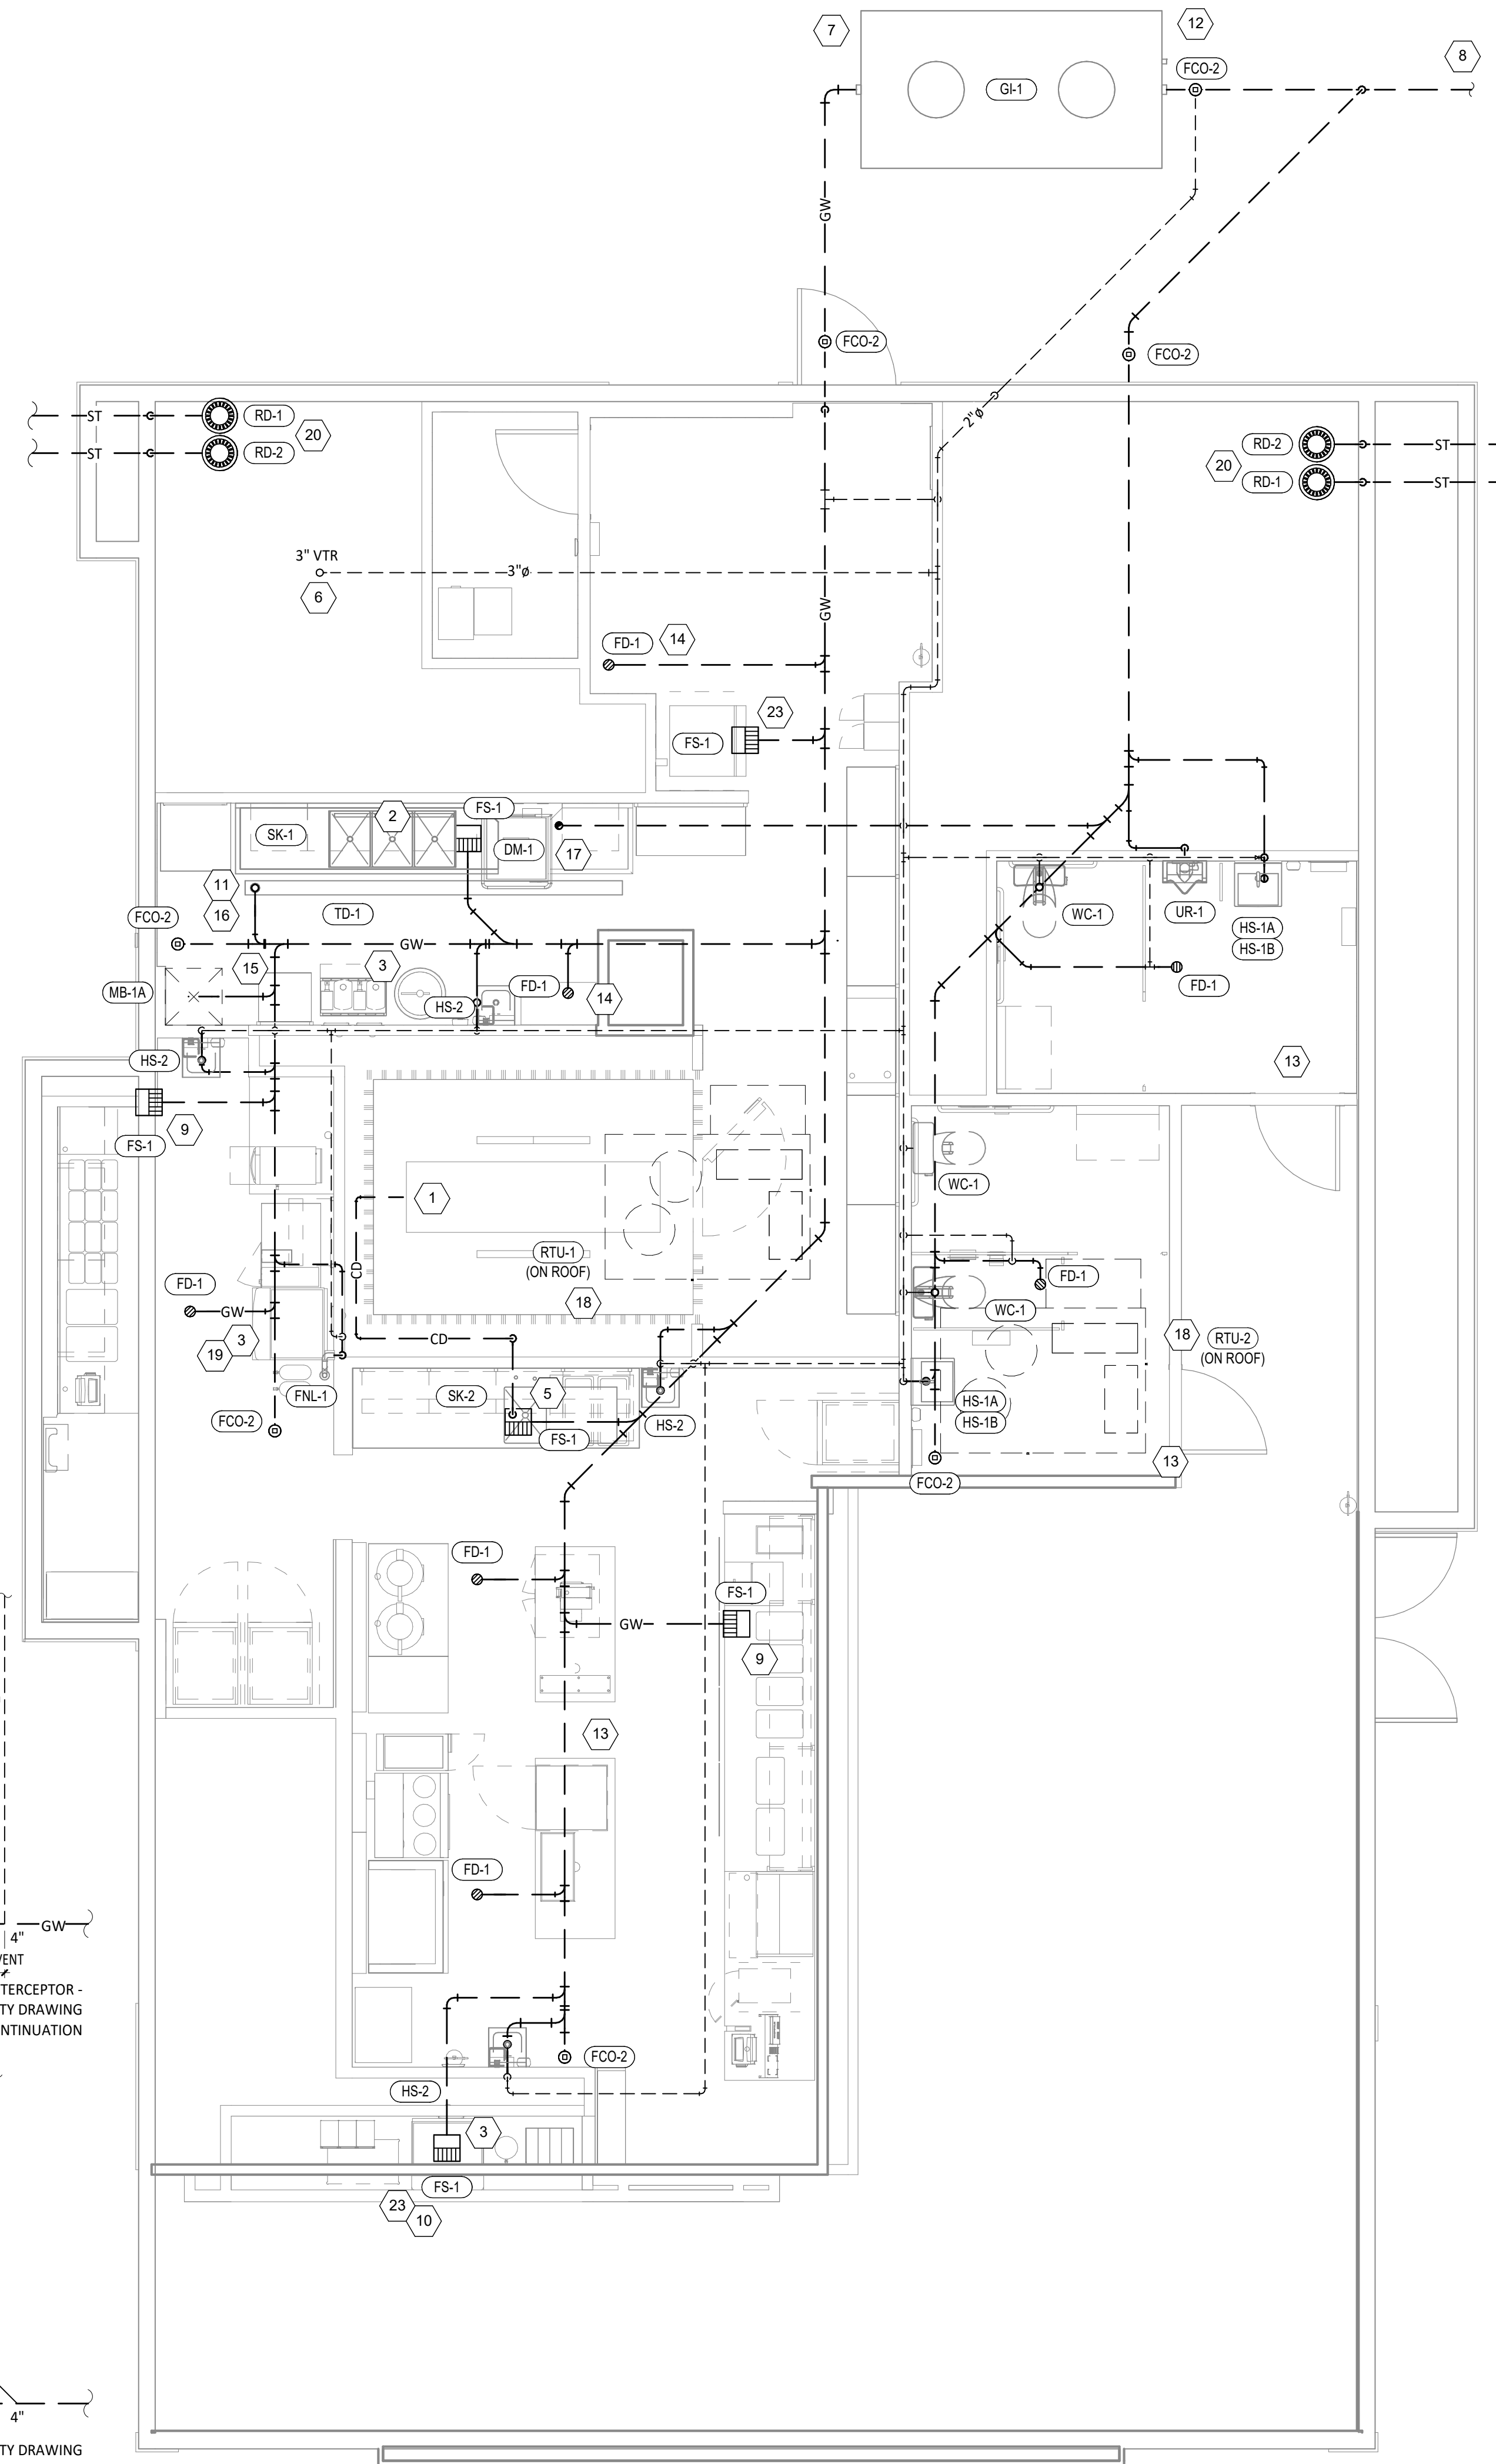 7
12
8
FCO-2
GI-1
GW
FCO-2
FCO-2
ST
RD-1
20
ST
RD-2
2"ø
RD-2
ST
20
RD-1
ST
3" VTR
3"ø
6
GW
FD-1
14
23
FS-1
2
FS-1
SK-1
DM-1
17
11
16
FCO-2
TD-1
WC-1
UR-1
HS-1A
HS-1B
GW
15
3
FD-1
MB-1A
HS-2
14
FD-1
HS-2
13
9
FS-1
WC-1
1
RTU-1
(ON ROOF)
CD
FD-1
GW
FD-1
WC-1
18
3
19
CD
18
RTU-2
(ON ROOF)
FNL-1
SK-2
5
HS-1A
HS-1B
FCO-2
FS-1
HS-2
13
FCO-2
FD-1
FS-1
GW
9
13
FD-1
GW
4"
VENT
TERCEPTOR -
TY DRAWING
NTINUATION
FCO-2
HS-2
3
FS-1
23
10
4"
TY DRAWING